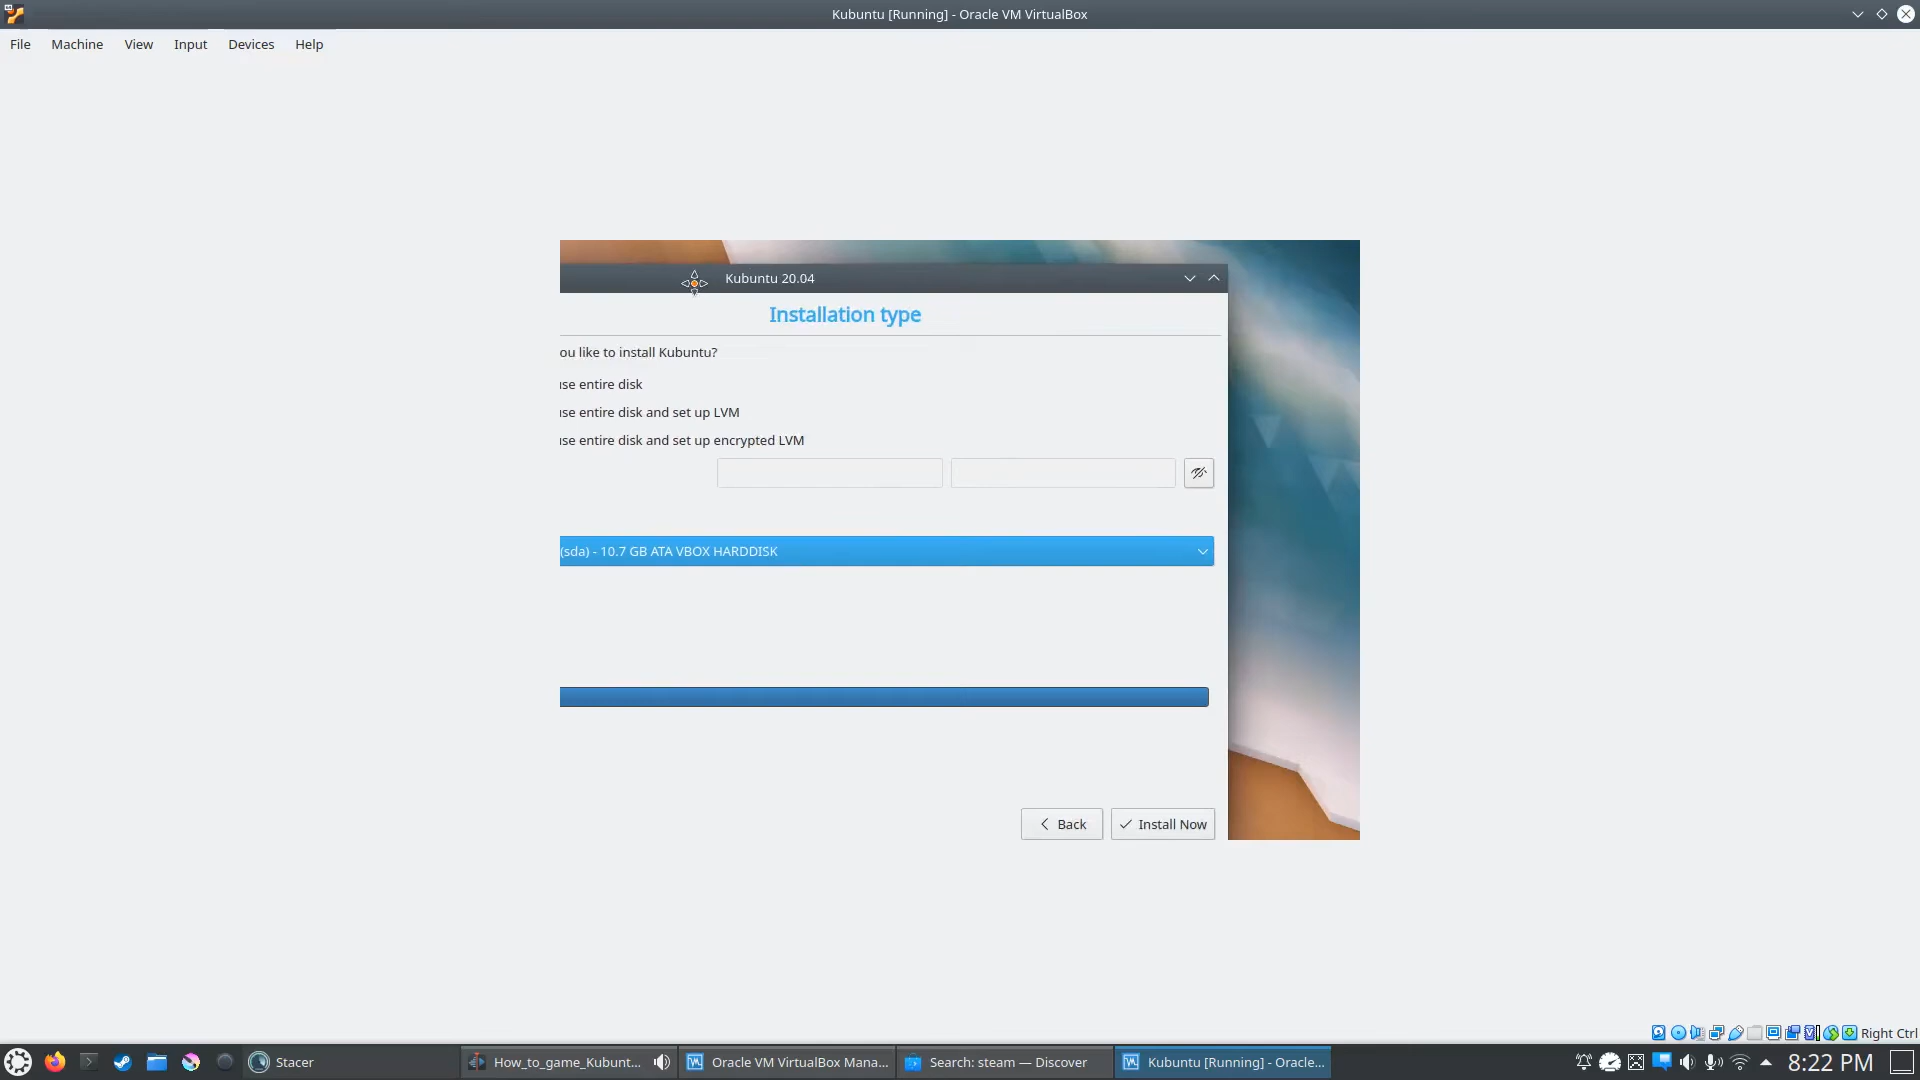 Kubuntu [Running] - Oracle VM VirtualBox
File Machine View Input Devices Help
Kubuntu 20.04
Installation type
ou like to install Kubuntu?
use entire disk
use entire disk and set up LVM
use entire disk and set up encrypted LVM
(sda) - 10.7 GB ATA VBOX HARDDISK
Back Install Now
Right Ctrl
Stacer How_to_game_Kubunt... Oracle VM VirtualBox Mana... Search: steam — Discover Kubuntu [Running] - Oracle... 8:22 PM